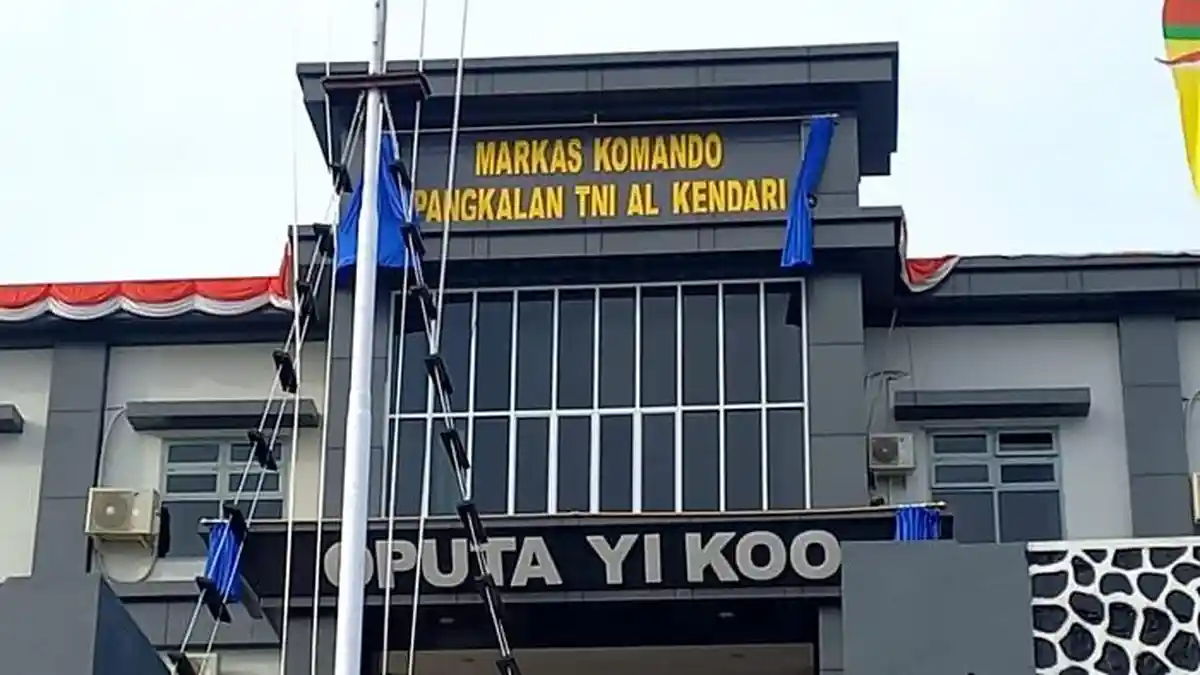 MARKAS KOMANDO
PANGKALAN TNI AL KENDARI
OPUTA YI KOO